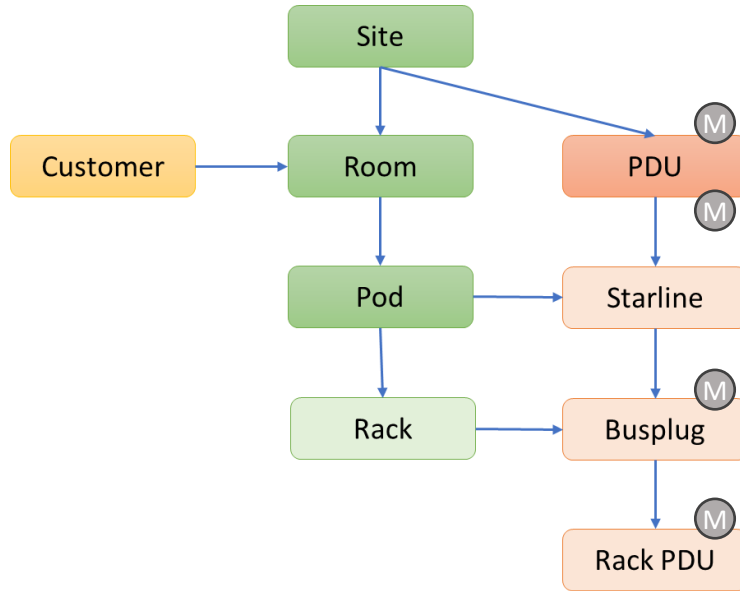 Site
M
Customer
Room
PDU
M
Pod
Starline
M
Rack
Busplug
M
Rack PDU